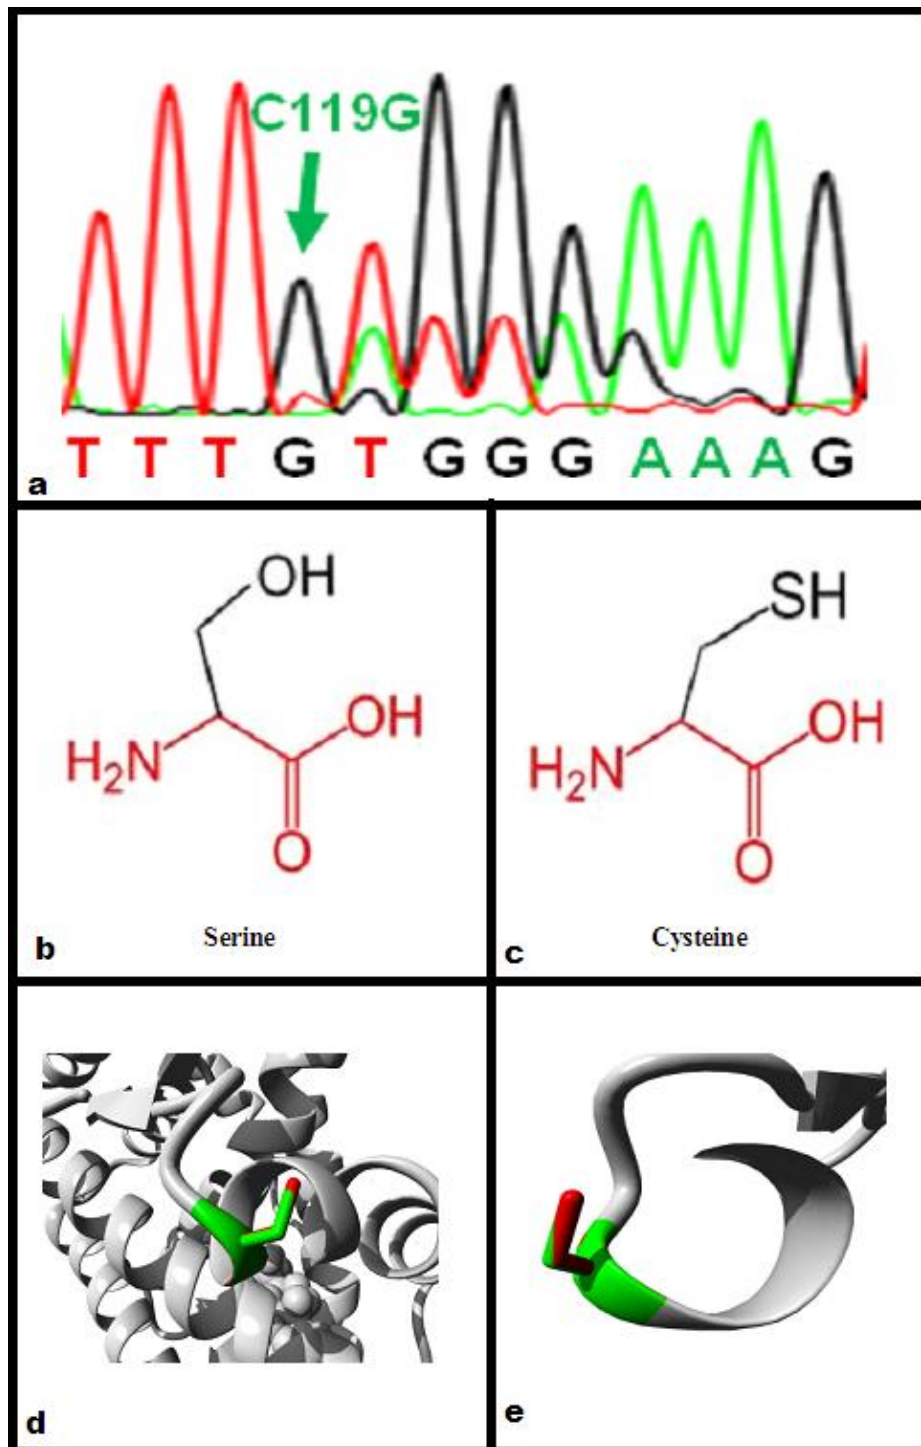 C119G
T T T G T G G G A A A G
a
OH
OH
H₂N
O
Serine
b
SH
OH
H₂N
O
Cysteine
c
d
e